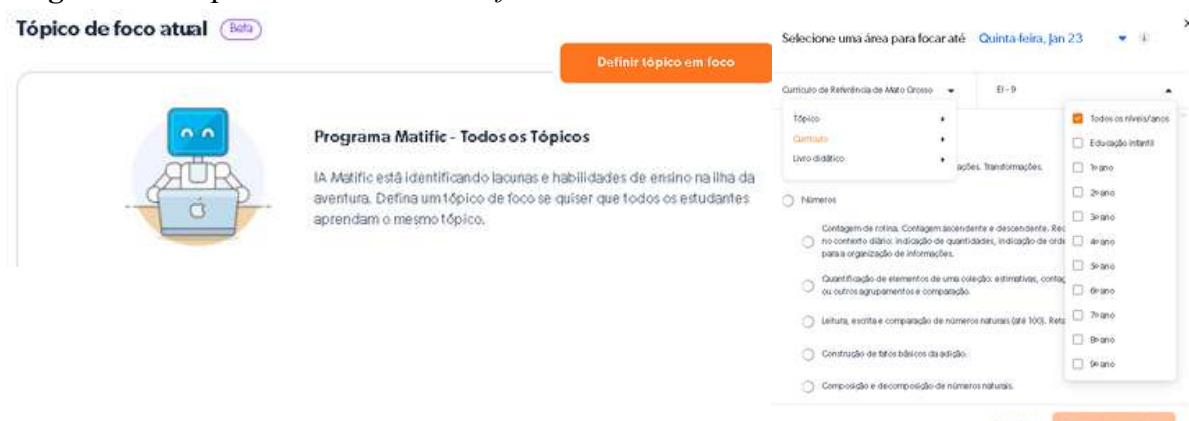 Tópico de foco atual Beta
Definir tópico em foco
Programa Matific - Todos os Tópicos
IA Matific está identificando lacunas e habilidades de ensino na ilha da
aventura. Defina um tópico de foco se quiser que todos os estudantes
aprendam o mesmo tópico.
Selecione uma área para focar até Quinta-feira, Jan 23
Currículo de Referência de Mato Grosso EI - 9
Tópico
Currículo
Livro didático
Todos os níveis/anos
Educação infantil
1º ano
2º ano
3º ano
4º ano
5º ano
6º ano
7º ano
8º ano
9º ano
Transformações.
Números
Contagem de rotina. Contagem ascendente e descendente.
no contexto diário: indicação de quantidades, indicação de
para a organização de informações.
Quantificação de elementos de uma coleção: estimativas,
ou outros agrupamentos e comparação.
Leitura, escrita e comparação de números naturais (até 100).
Construção de fatos básicos da adição.
Composição e decomposição de números naturais.